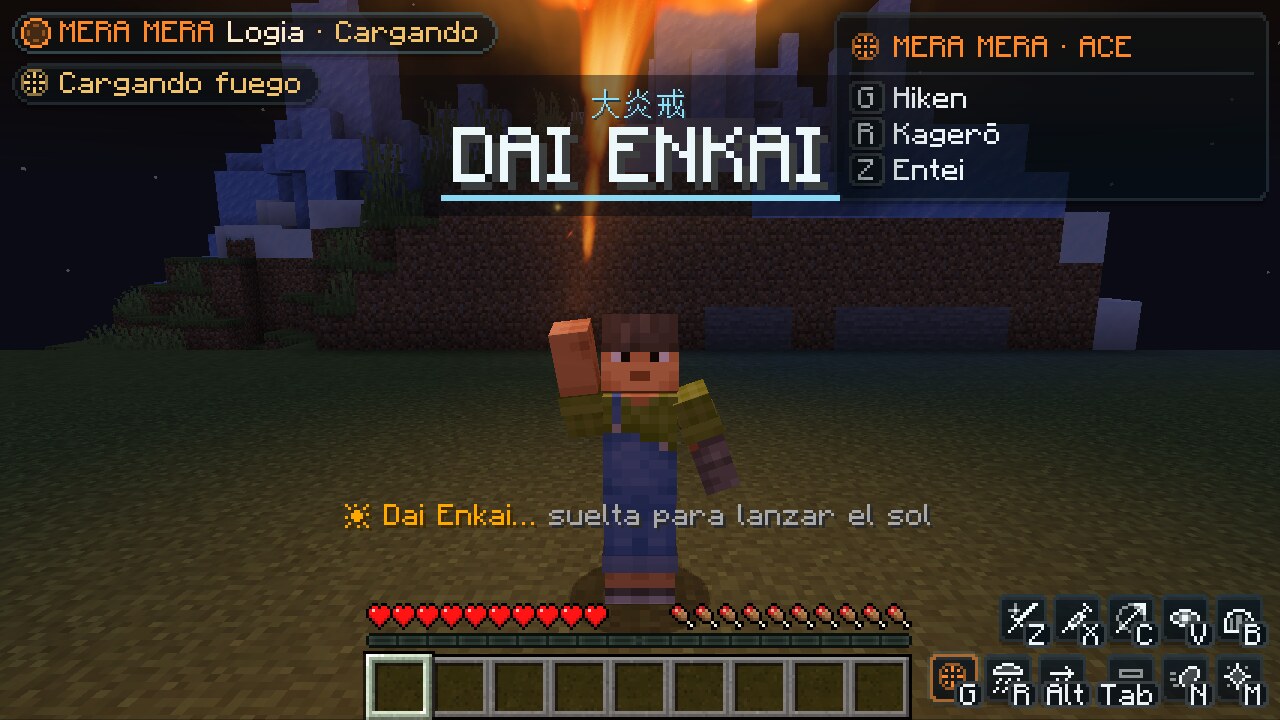 MERA MERA Logia · Cargando
Cargando fuego
大炎戒
DAI ENKAI
MERA MERA · ACE
G Hiken
R Kagerō
Z Entei
Dai Enkai... suelta para lanzar el sol
Z X C V B
G R Alt Tab N M